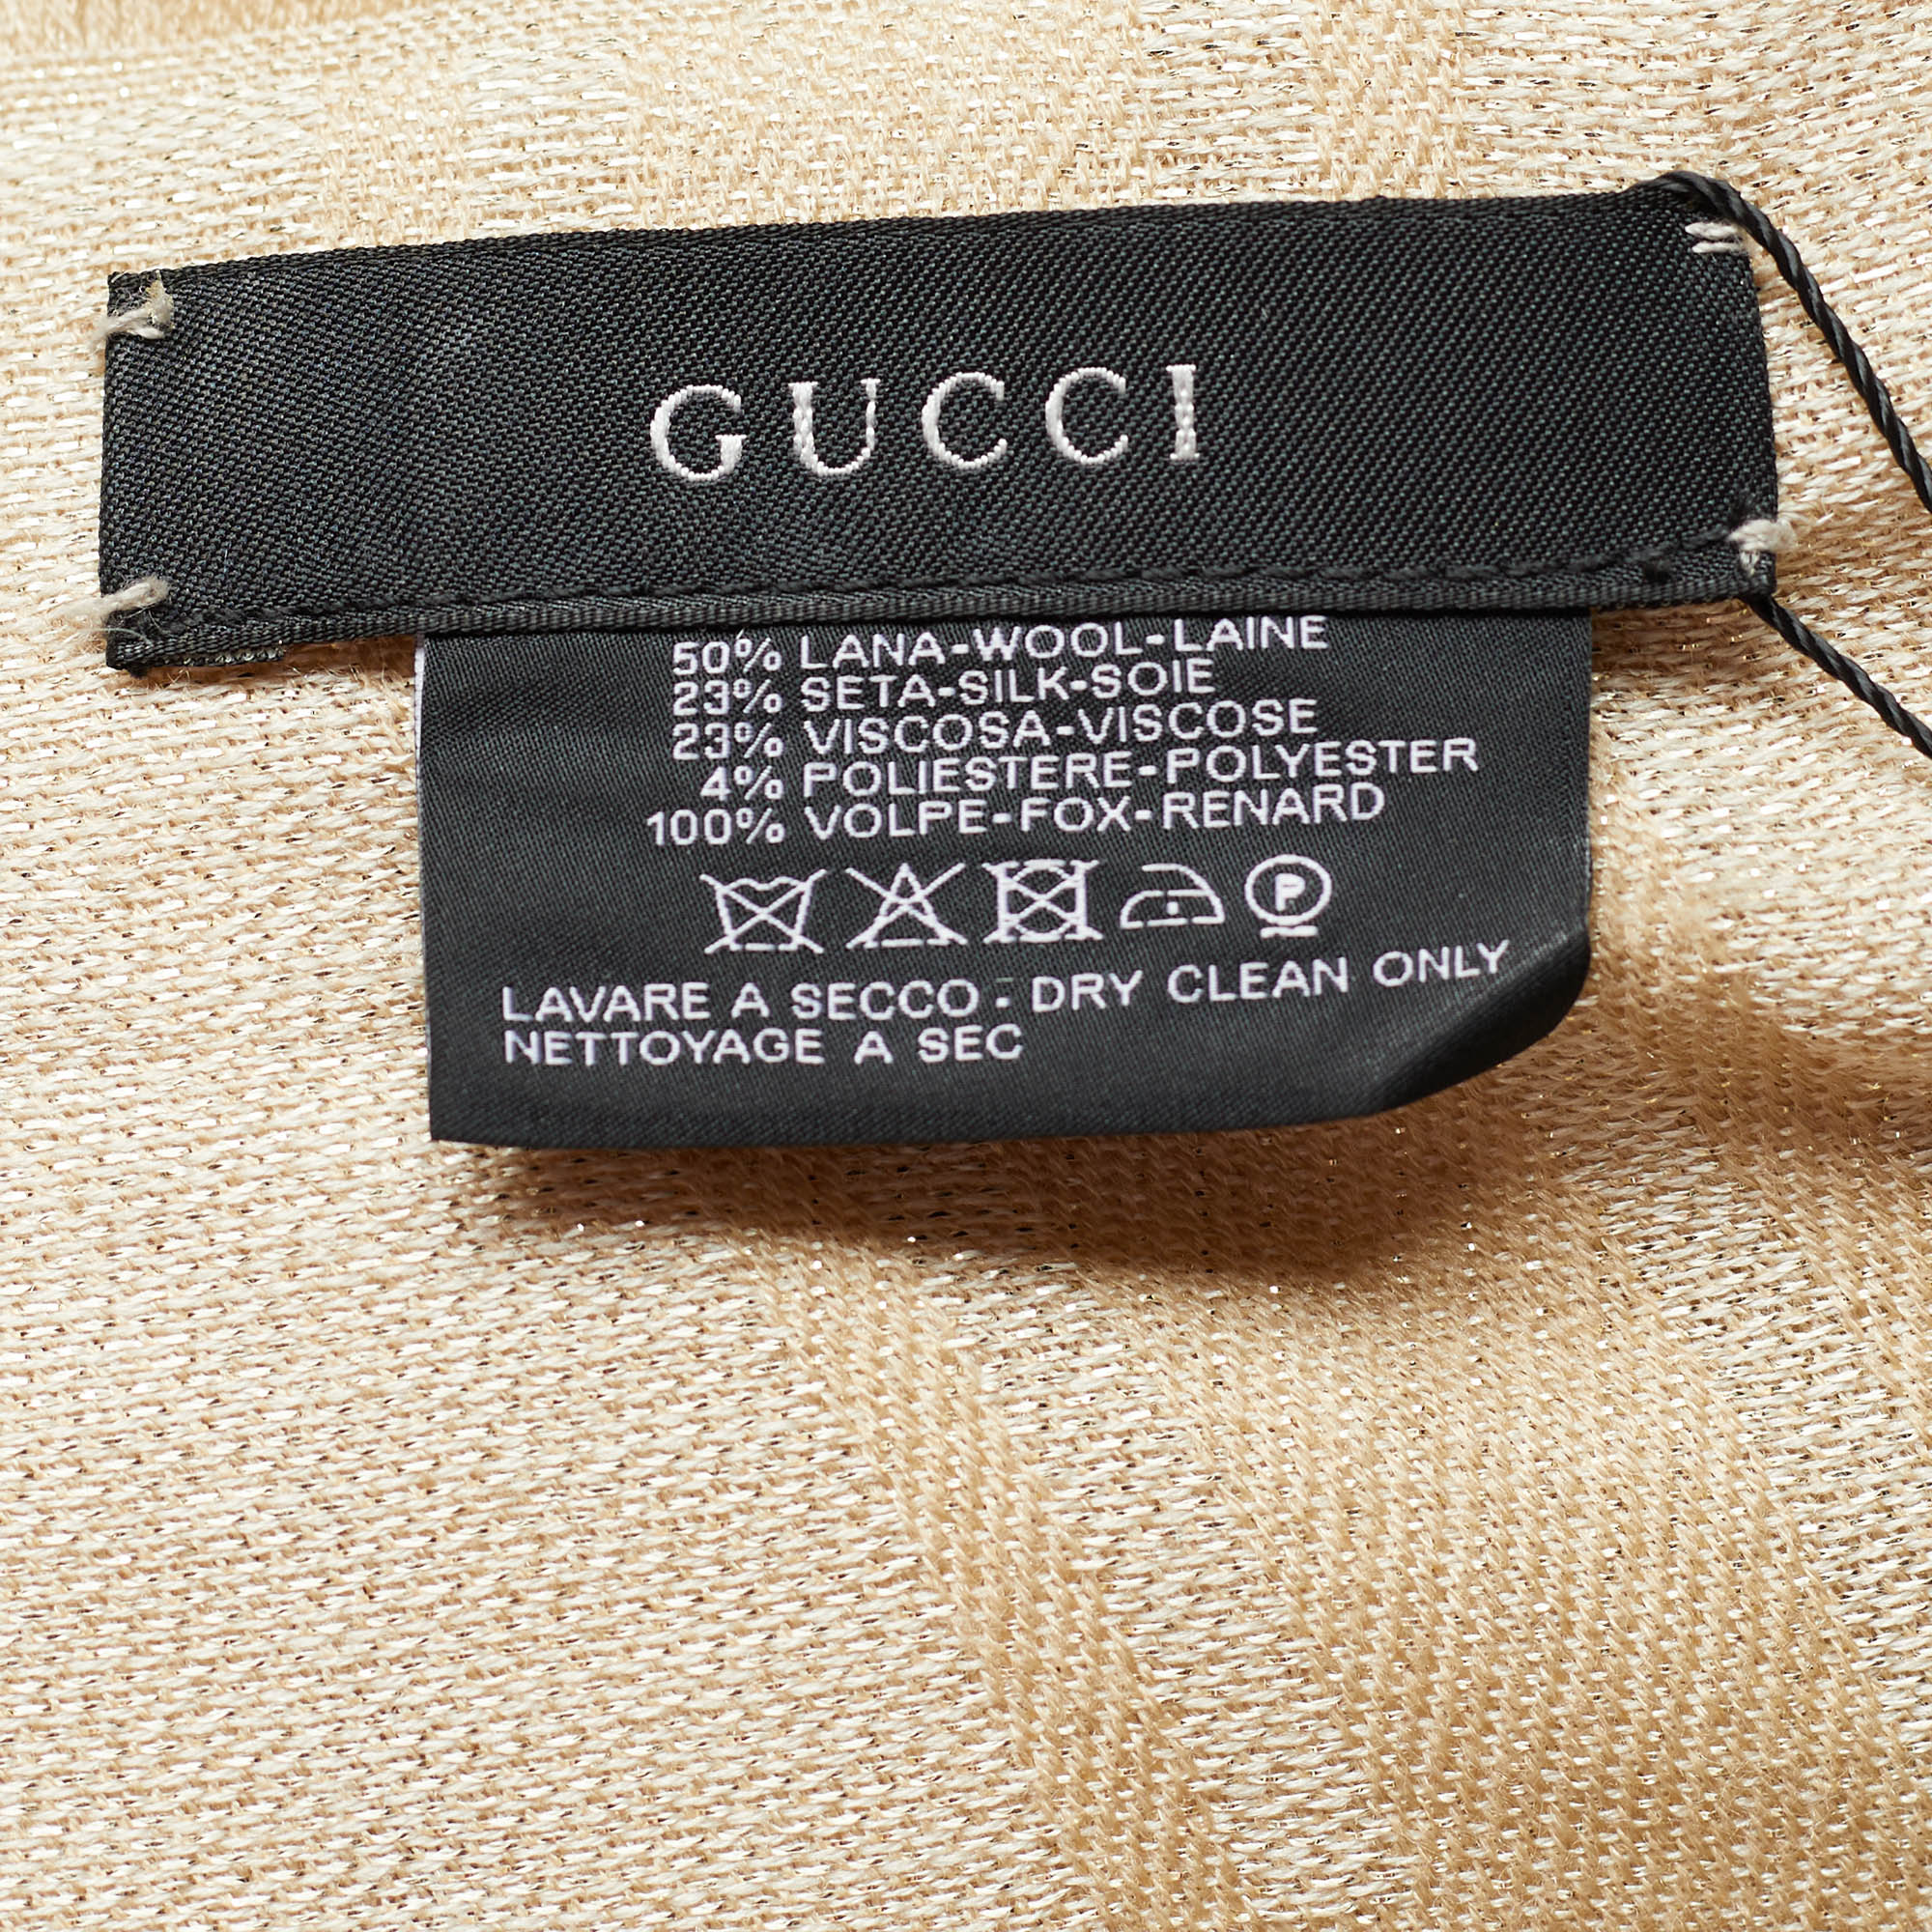 GUCCI
50% LANA-WOOL-LAINE
23% SETA-SILK-SOIE
23% VISCOSA-VISCOSE
4% POLIESTERE-POLYESTER
100% VOLPE-FOX-RENARD
P
LAVARE A SECCO - DRY CLEAN ONLY
NETTOYAGE A SEC